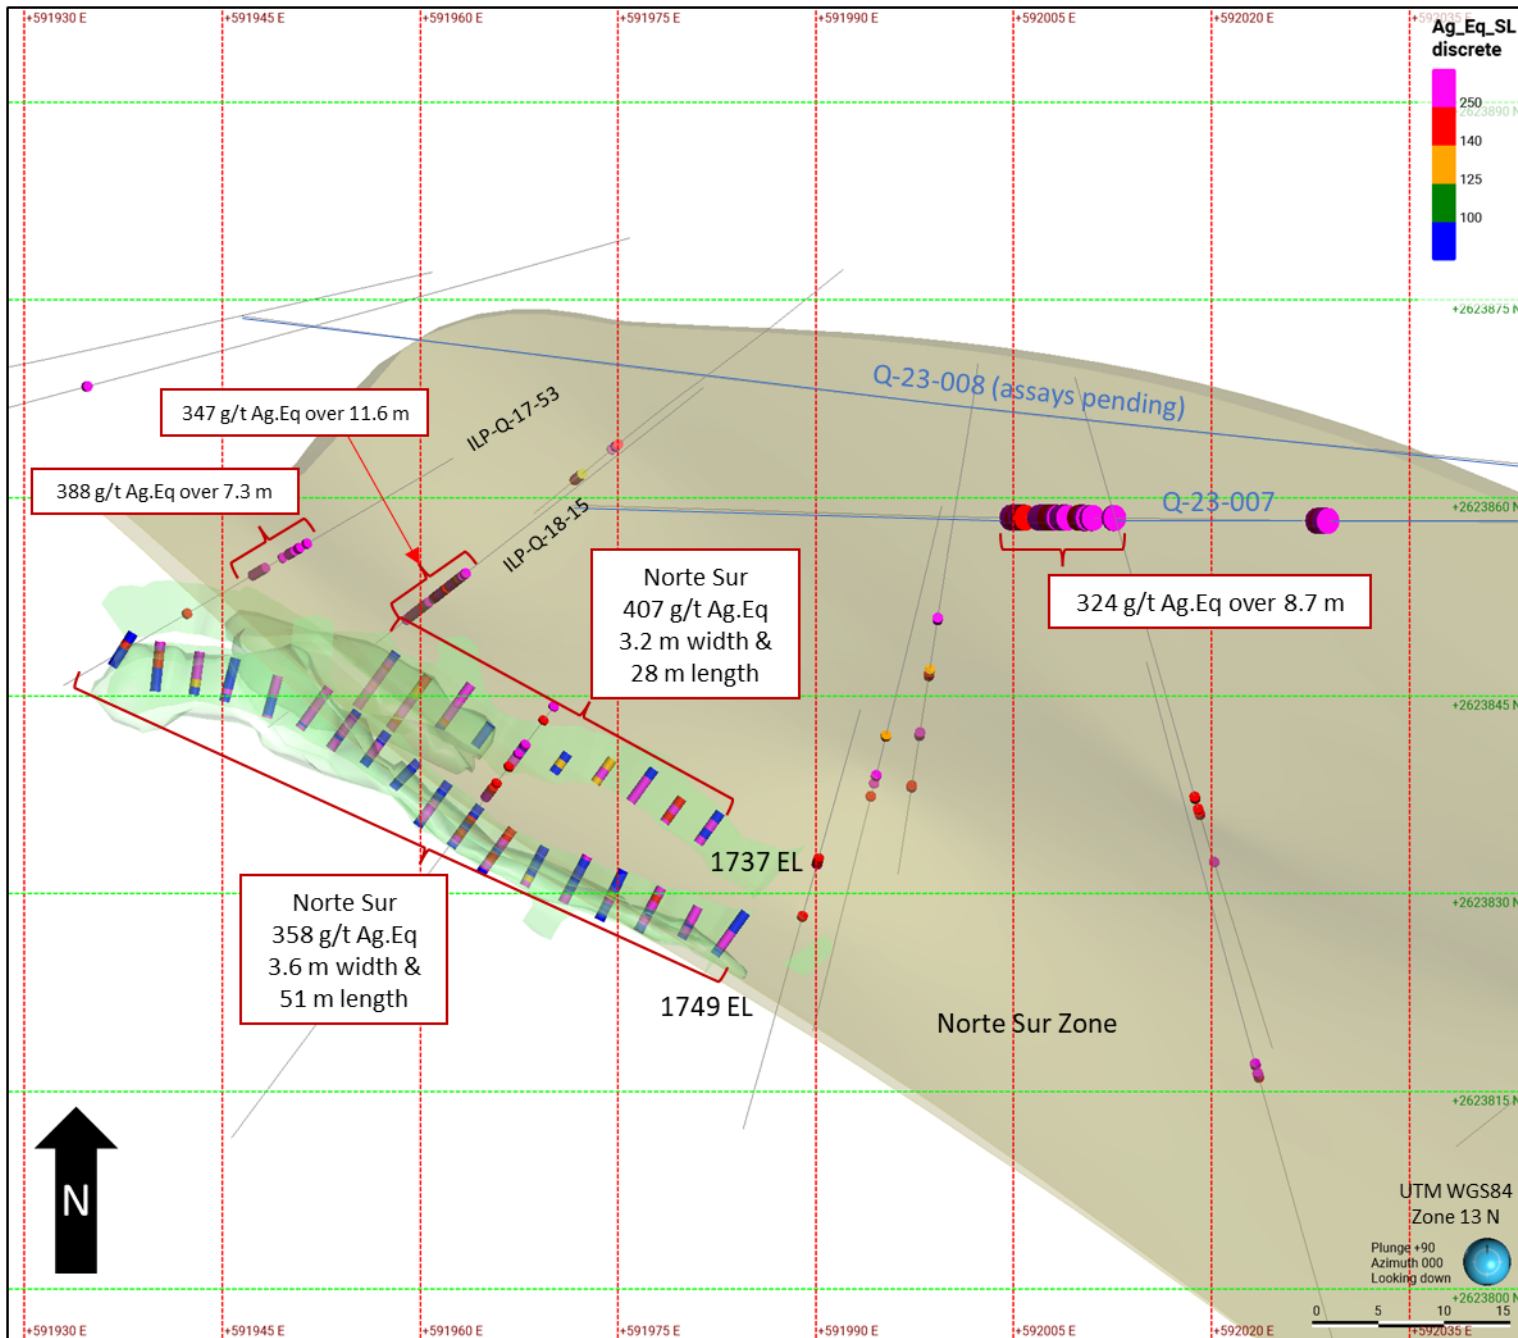 +591930 E
+591945 E
+591960 E
+591975 E
+591990 E
+592005 E
+592020 E
+592035 E
Ag_Eq_SL
discrete
250
140
125
100
+2623890 N
+2623875 N
Q-23-008 (assays pending)
347 g/t Ag.Eq over 11.6 m
ILP-Q-17-53
388 g/t Ag.Eq over 7.3 m
ILP-Q-18-15
Q-23-007
+2623860 N
Norte Sur
407 g/t Ag.Eq
3.2 m width &
28 m length
324 g/t Ag.Eq over 8.7 m
+2623845 N
1737 EL
+2623830 N
Norte Sur
358 g/t Ag.Eq
3.6 m width &
51 m length
1749 EL
Norte Sur Zone
+2623815 N
N
UTM WGS84
Zone 13 N
Plunge +90
Azimuth 000
Looking down
+2623800 N
0 5 10 15
+591930 E
+591945 E
+591960 E
+591975 E
+591990 E
+592005 E
+592020 E
+592035 E